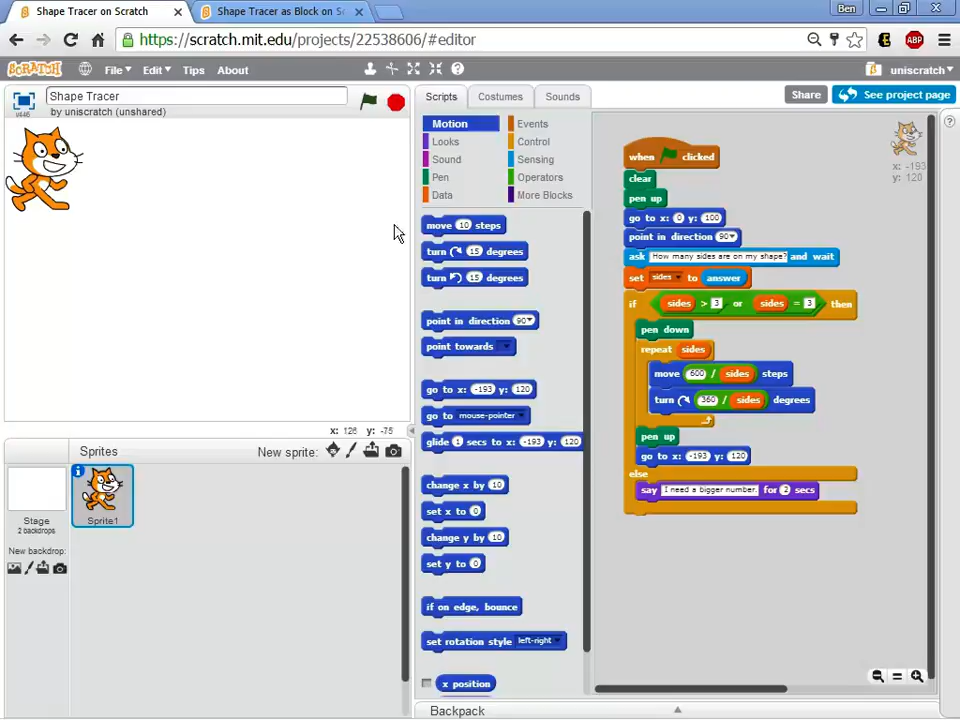 Shape Tracer on Scratch
Shape Tracer as Block on S
Ben
https://scratch.mit.edu/projects/22538606/#editor
ABP
SCRATCH
File
Edit
Tips
About
uniscratch
v446
Shape Tracer
by uniscratch (unshared)
Scripts
Costumes
Sounds
Share
See project page
Motion
Looks
Sound
Pen
Data
Events
Control
Sensing
Operators
More Blocks
move 10 steps
turn 15 degrees
turn 15 degrees
point in direction 90
point towards
go to x: -193 y: 120
go to mouse-pointer
glide 1 secs to x: -193 y: 120
change x by 10
set x to 0
change y by 10
set y to 0
if on edge, bounce
set rotation style left-right
x position
when clicked
clear
pen up
go to x: 0 y: 100
point in direction 90
ask How many sides are on my shape? and wait
set sides to answer
if sides > 3 or sides = 3 then
pen down
repeat sides
move 600 / sides steps
turn 360 / sides degrees
pen up
go to x: -193 y: 120
else
say I need a bigger number. for 2 secs
x: -193
y: 120
x: 126 y: -75
Sprites
New sprite:
Sprite1
Stage
2 backdrops
New backdrop:
Backpack